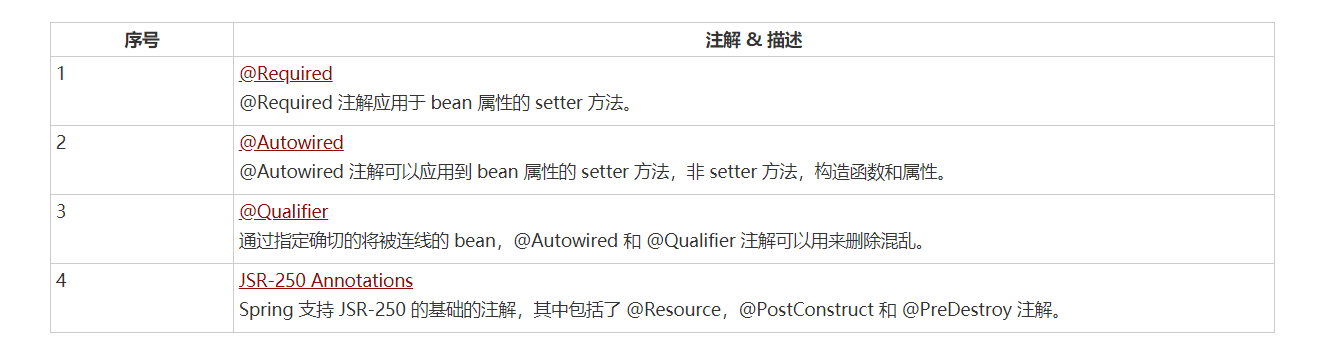 序号 注解 & 描述
1 @Required
@Required 注解应用于 bean 属性的 setter 方法。
2 @Autowired
@Autowired 注解可以应用到 bean 属性的 setter 方法，非 setter 方法，构造函数和属性。
3 @Qualifier
通过指定确切的将被连线的 bean，@Autowired 和 @Qualifier 注解可以用来删除混乱。
4 JSR-250 Annotations
Spring 支持 JSR-250 的基础的注解，其中包括了 @Resource，@PostConstruct 和 @PreDestroy 注解。